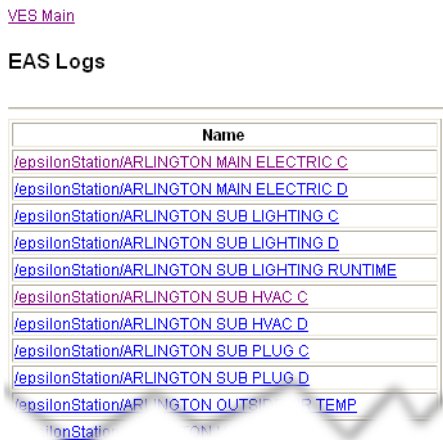 VES Main
EAS Logs
Name
/epsilonStation/ARLINGTON MAIN ELECTRIC C
/epsilonStation/ARLINGTON MAIN ELECTRIC D
/epsilonStation/ARLINGTON SUB LIGHTING C
/epsilonStation/ARLINGTON SUB LIGHTING D
/epsilonStation/ARLINGTON SUB LIGHTING RUNTIME
/epsilonStation/ARLINGTON SUB HVAC C
/epsilonStation/ARLINGTON SUB HVAC D
/epsilonStation/ARLINGTON SUB PLUG C
/epsilonStation/ARLINGTON SUB PLUG D
/epsilonStation/ARLINGTON TEMP